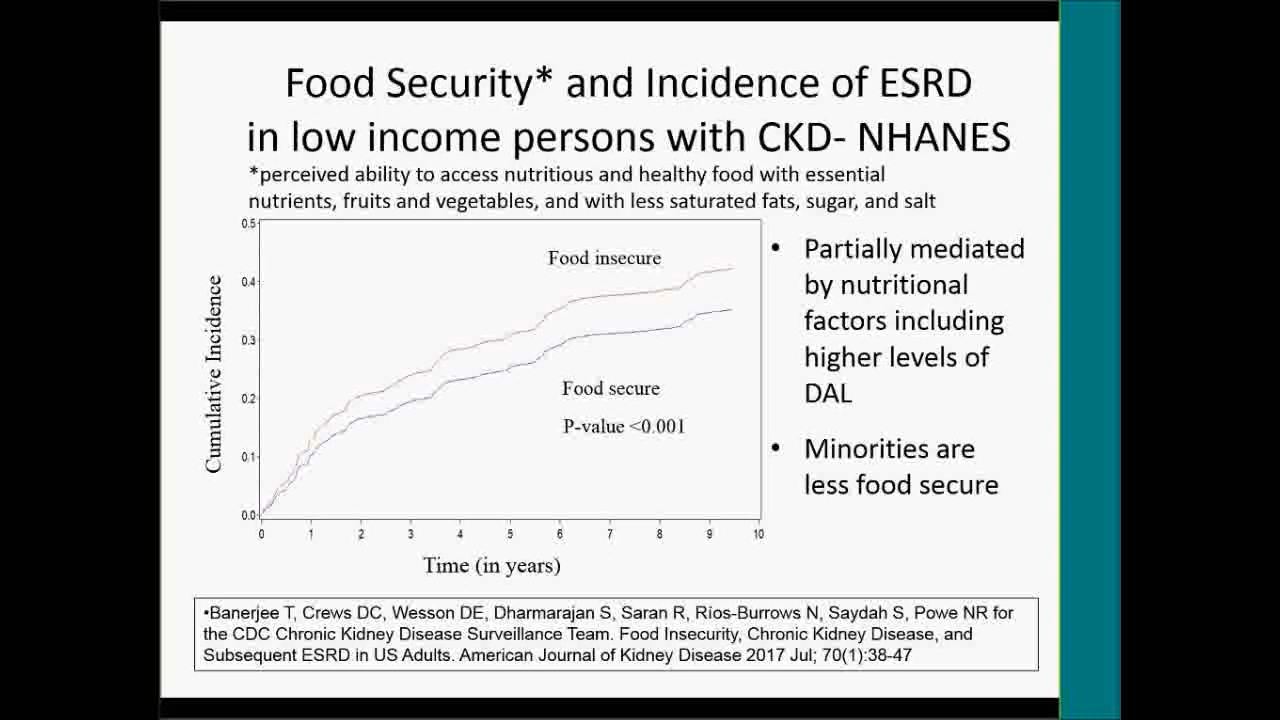 Food Security* and Incidence of ESRD
in low income persons with CKD- NHANES
*perceived ability to access nutritious and healthy food with essential
nutrients, fruits and vegetables, and with less saturated fats, sugar, and salt
0.5
0.4
0.3
0.2
0.1
0.0
Cumulative Incidence
Food insecure
Food secure
P-value <0.001
0 1 2 3 4 5 6 7 8 9 10
Time (in years)
• Partially mediated
by nutritional
factors including
higher levels of
DAL
• Minorities are
less food secure
•Banerjee T, Crews DC, Wesson DE, Dharmarajan S, Saran R, Ríos-Burrows N, Saydah S, Powe NR for
the CDC Chronic Kidney Disease Surveillance Team. Food Insecurity, Chronic Kidney Disease, and
Subsequent ESRD in US Adults. American Journal of Kidney Disease 2017 Jul; 70(1):38-47